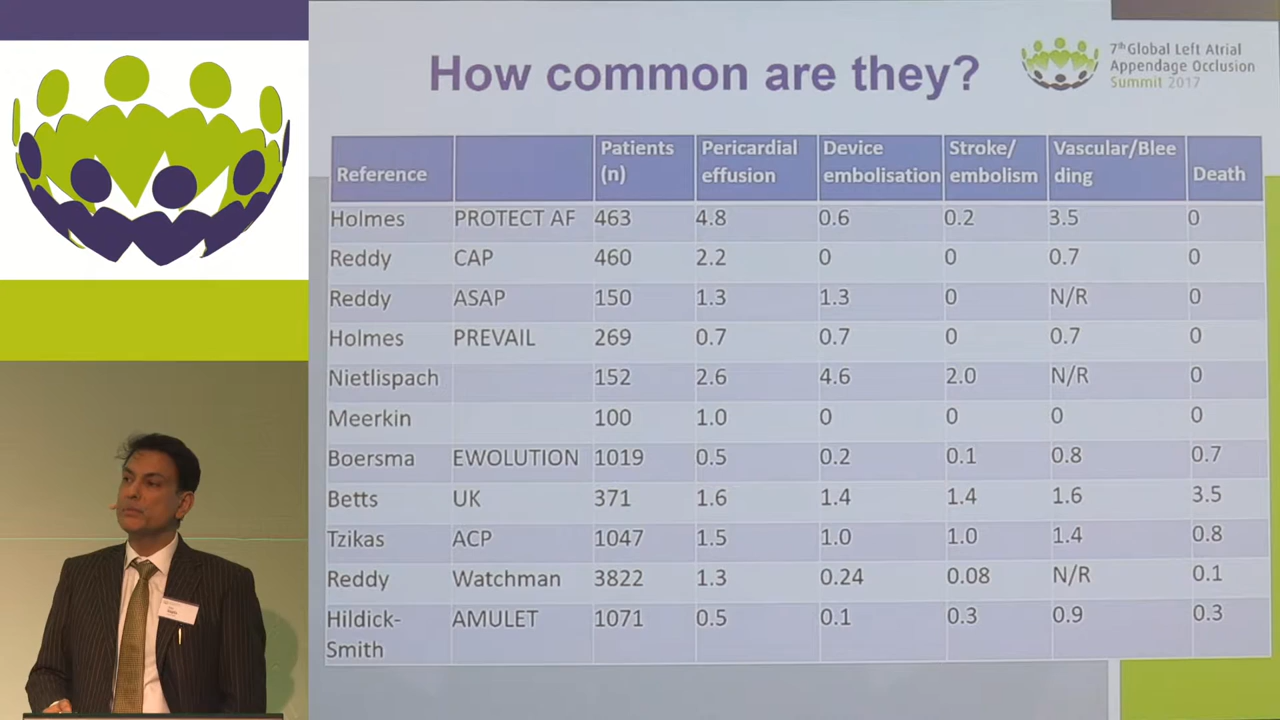 How common are they?
7th Global Left Atrial
Appendage Occlusion
Summit 2017
Reference Patients (n) Pericardial effusion Device embolisation Stroke/ embolism Vascular/Blee ding Death
Holmes PROTECT AF 463 4.8 0.6 0.2 3.5 0
Reddy CAP 460 2.2 0 0 0.7 0
Reddy ASAP 150 1.3 1.3 0 N/R 0
Holmes PREVAIL 269 0.7 0.7 0 0.7 0
Nietlispach 152 2.6 4.6 2.0 N/R 0
Meerkin 100 1.0 0 0 0 0
Boersma EWOLUTION 1019 0.5 0.2 0.1 0.8 0.7
Betts UK 371 1.6 1.4 1.4 1.6 3.5
Tzikas ACP 1047 1.5 1.0 1.0 1.4 0.8
Reddy Watchman 3822 1.3 0.24 0.08 N/R 0.1
Hildick- AMULET 1071 0.5 0.1 0.3 0.9 0.3
Smith